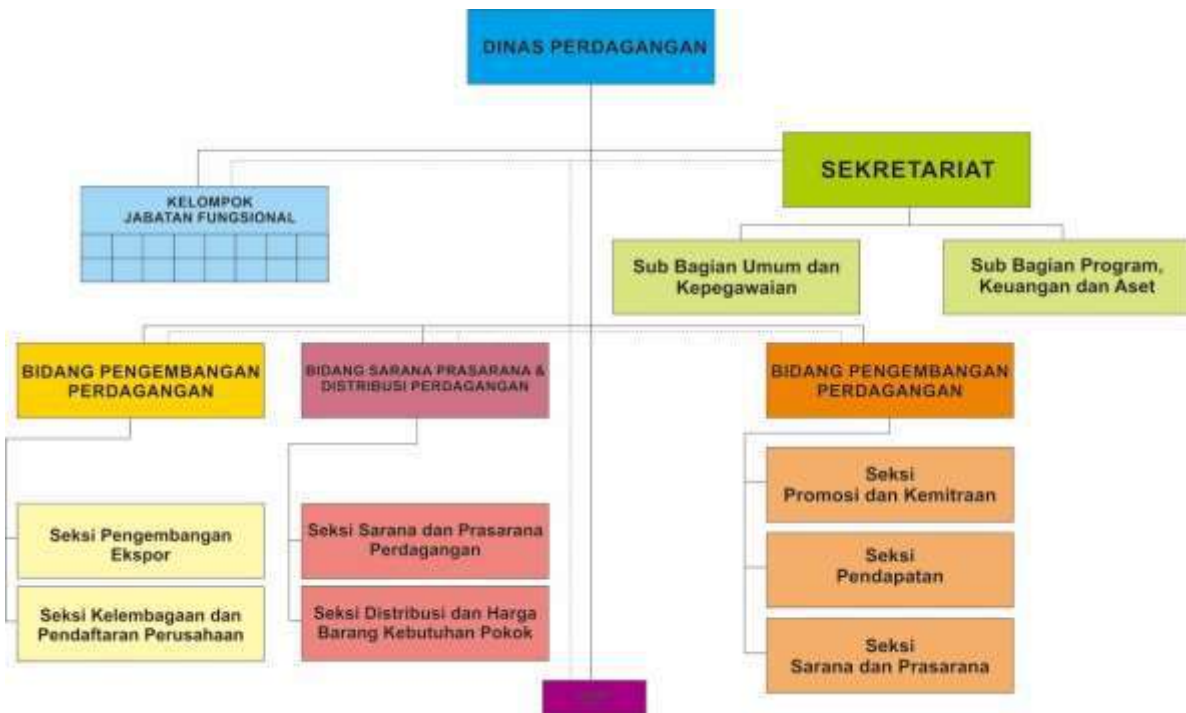 DINAS PERDAGANGAN
SEKRETARIAT
KELOMPOK
JABATAN FUNGSIONAL
Sub Bagian Umum dan
Kepegawaian
Sub Bagian Program,
Keuangan dan Aset
BIDANG PENGEMBANGAN
PERDAGANGAN
BIDANG SARANA PRASARANA &
DISTRIBUSI PERDAGANGAN
BIDANG PENGEMBANGAN
PERDAGANGAN
Seksi Pengembangan
Ekspor
Seksi Kelembagaan dan
Pendaftaran Perusahaan
Seksi Sarana dan Prasarana
Perdagangan
Seksi Distribusi dan Harga
Barang Kebutuhan Pokok
Seksi
Promosi dan Kemitraan
Seksi
Pendapatan
Seksi
Sarana dan Prasarana